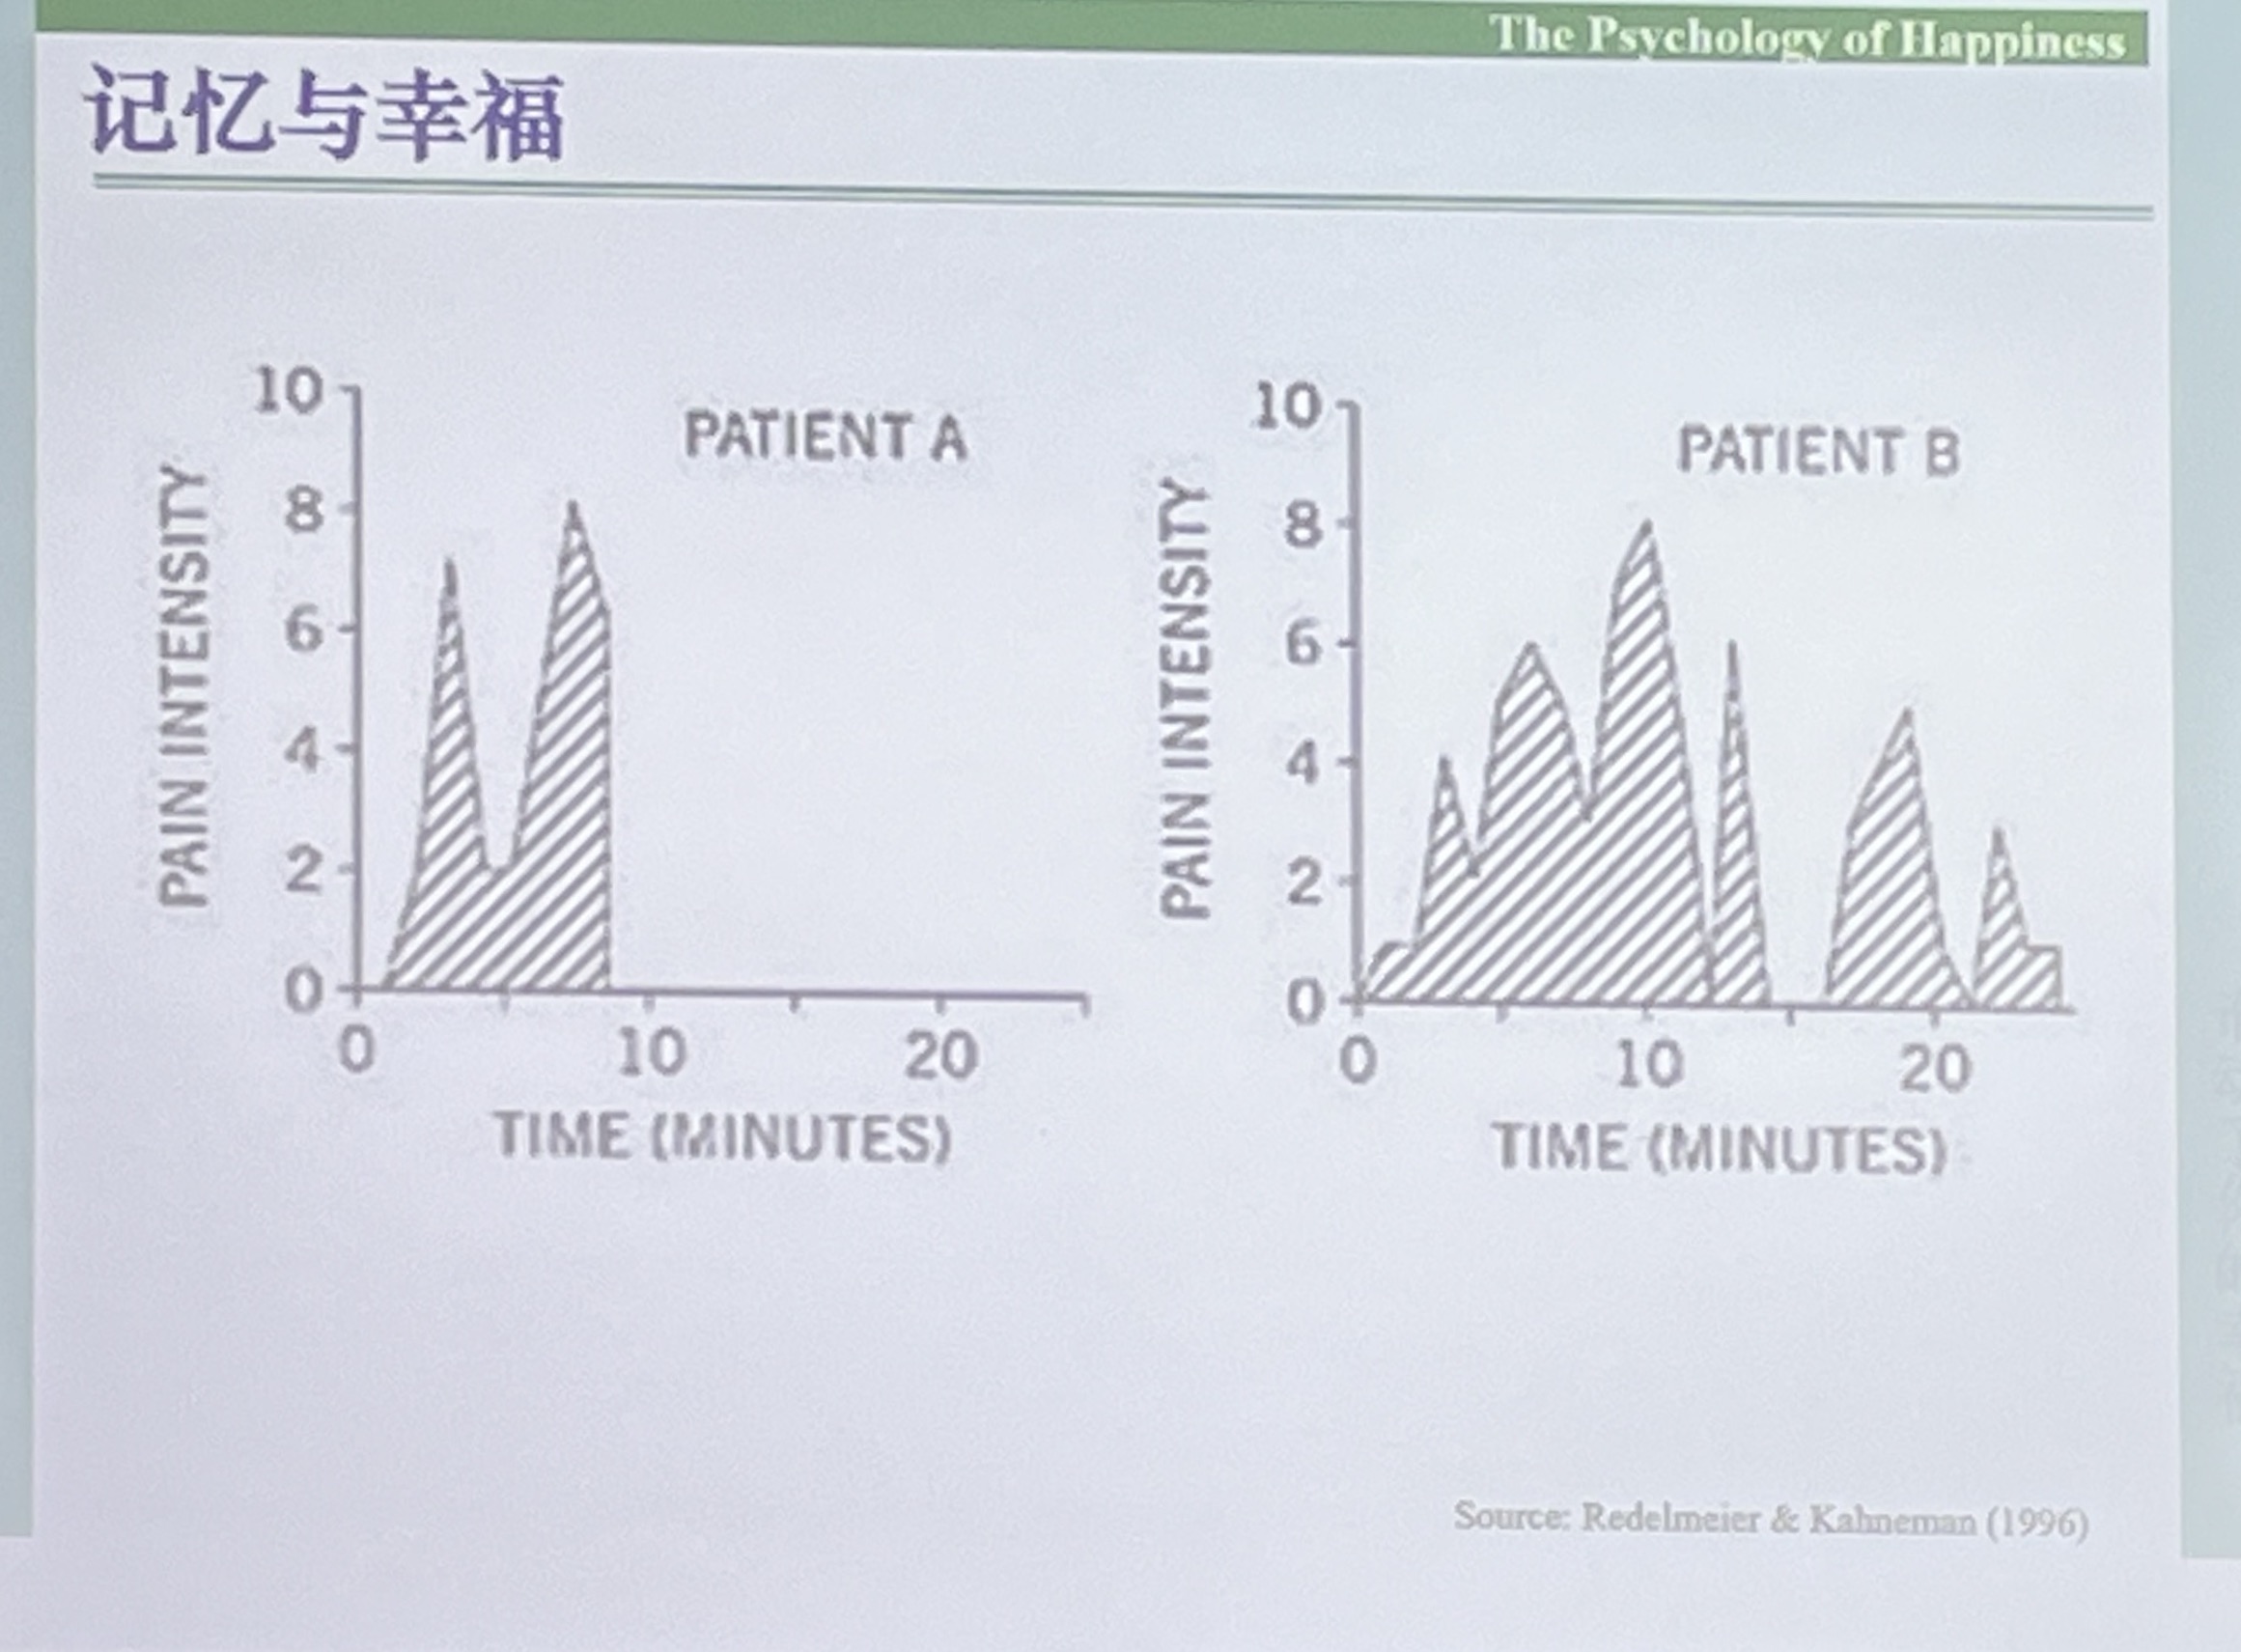 The Psychology of Happiness
记忆与幸福
PATIENT A
PAIN INTENSITY
10
8
6
4
2
0
0 10 20
TIME (MINUTES)
PATIENT B
PAIN INTENSITY
10
8
6
4
2
0
0 10 20
TIME (MINUTES)
Source: Redelmeier & Kahneman (1996)